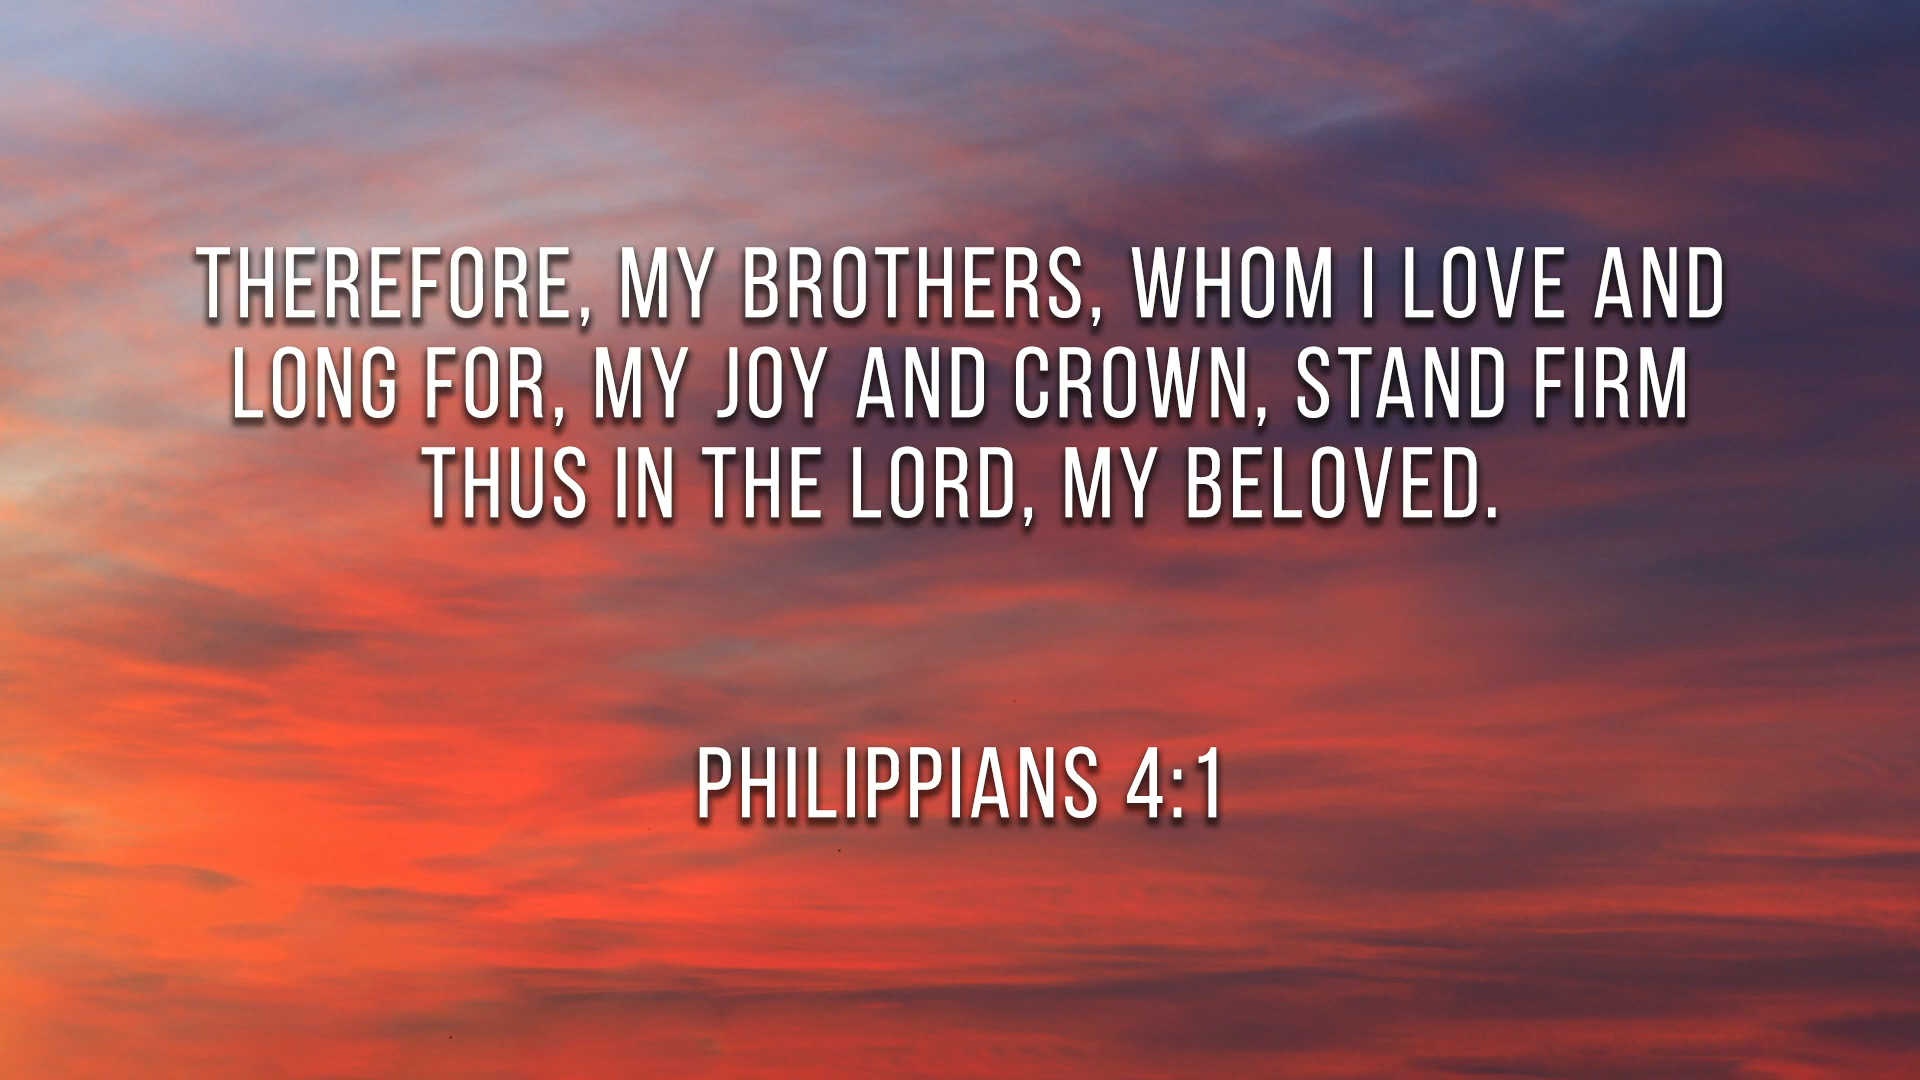 THEREFORE, MY BROTHERS, WHOM I LOVE AND
LONG FOR, MY JOY AND CROWN, STAND FIRM
THUS IN THE LORD, MY BELOVED.
PHILIPPIANS 4:1